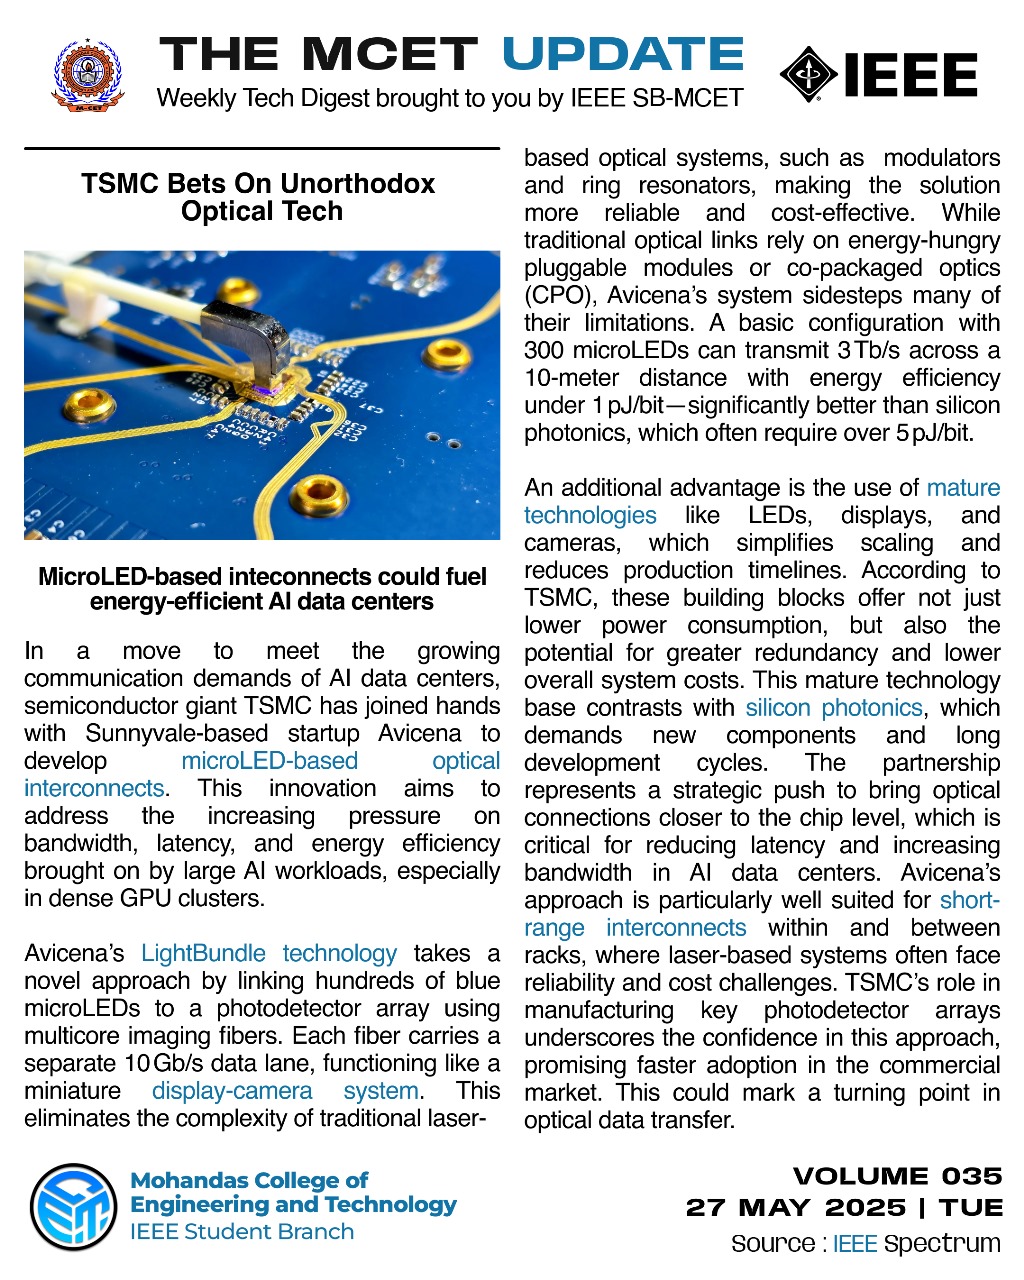 THE MCET UPDATE
Weekly Tech Digest brought to you by IEEE SB-MCET
M-CET
IEEE
TSMC Bets On Unorthodox
Optical Tech
MicroLED-based inteconnects could fuel
energy-efficient AI data centers
In a move to meet the growing
communication demands of AI data centers,
semiconductor giant TSMC has joined hands
with Sunnyvale-based startup Avicena to
develop microLED-based optical
interconnects. This innovation aims to
address the increasing pressure on
bandwidth, latency, and energy efficiency
brought on by large AI workloads, especially
in dense GPU clusters.
Avicena's LightBundle technology takes a
novel approach by linking hundreds of blue
microLEDs to a photodetector array using
multicore imaging fibers. Each fiber carries a
separate 10 Gb/s data lane, functioning like a
miniature display-camera system. This
eliminates the complexity of traditional laser-
based optical systems, such as modulators
and ring resonators, making the solution
more reliable and cost-effective. While
traditional optical links rely on energy-hungry
pluggable modules or co-packaged optics
(CPO), Avicena's system sidesteps many of
their limitations. A basic configuration with
300 microLEDs can transmit 3 Tb/s across a
10-meter distance with energy efficiency
under 1 pJ/bit—significantly better than silicon
photonics, which often require over 5 pJ/bit.
An additional advantage is the use of mature
technologies like LEDs, displays, and
cameras, which simplifies scaling and
reduces production timelines. According to
TSMC, these building blocks offer not just
lower power consumption, but also the
potential for greater redundancy and lower
overall system costs. This mature technology
base contrasts with silicon photonics, which
demands new components and long
development cycles. The partnership
represents a strategic push to bring optical
connections closer to the chip level, which is
critical for reducing latency and increasing
bandwidth in AI data centers. Avicena's
approach is particularly well suited for short-
range interconnects within and between
racks, where laser-based systems often face
reliability and cost challenges. TSMC's role in
manufacturing key photodetector arrays
underscores the confidence in this approach,
promising faster adoption in the commercial
market. This could mark a turning point in
optical data transfer.
Mohandas College of
Engineering and Technology
IEEE Student Branch
VOLUME 035
27 MAY 2025 | TUE
Source : IEEE Spectrum